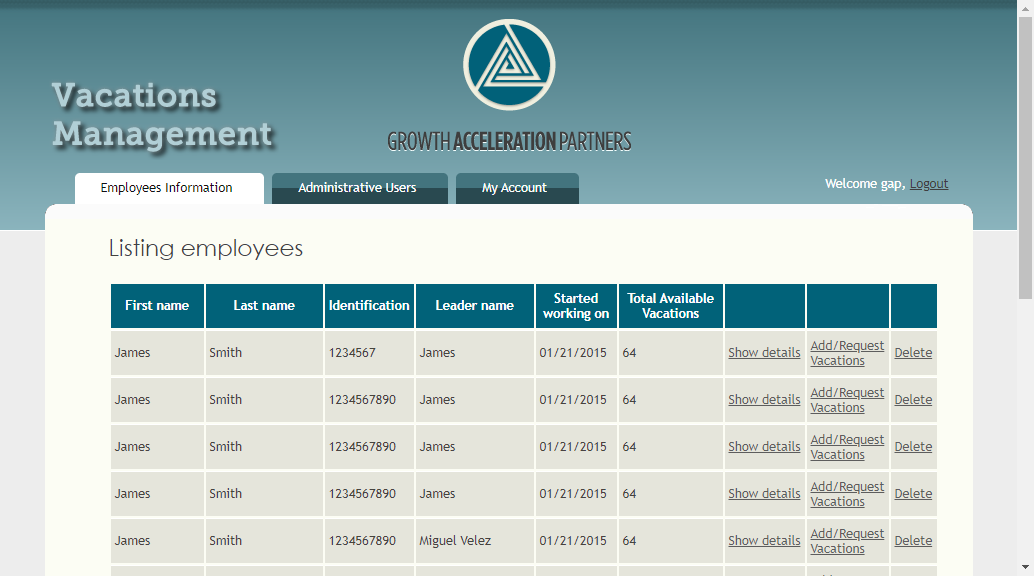 Vacations
Management
GROWTH ACCELERATION PARTNERS
Employees Information Administrative Users My Account Welcome gap, Logout
Listing employees
First name Last name Identification Leader name Started working on Total Available Vacations
James Smith 1234567 James 01/21/2015 64 Show details Add/Request Vacations Delete
James Smith 1234567890 James 01/21/2015 64 Show details Add/Request Vacations Delete
James Smith 1234567890 James 01/21/2015 64 Show details Add/Request Vacations Delete
James Smith 1234567890 James 01/21/2015 64 Show details Add/Request Vacations Delete
James Smith 1234567890 Miguel Velez 01/21/2015 64 Show details Add/Request Vacations Delete